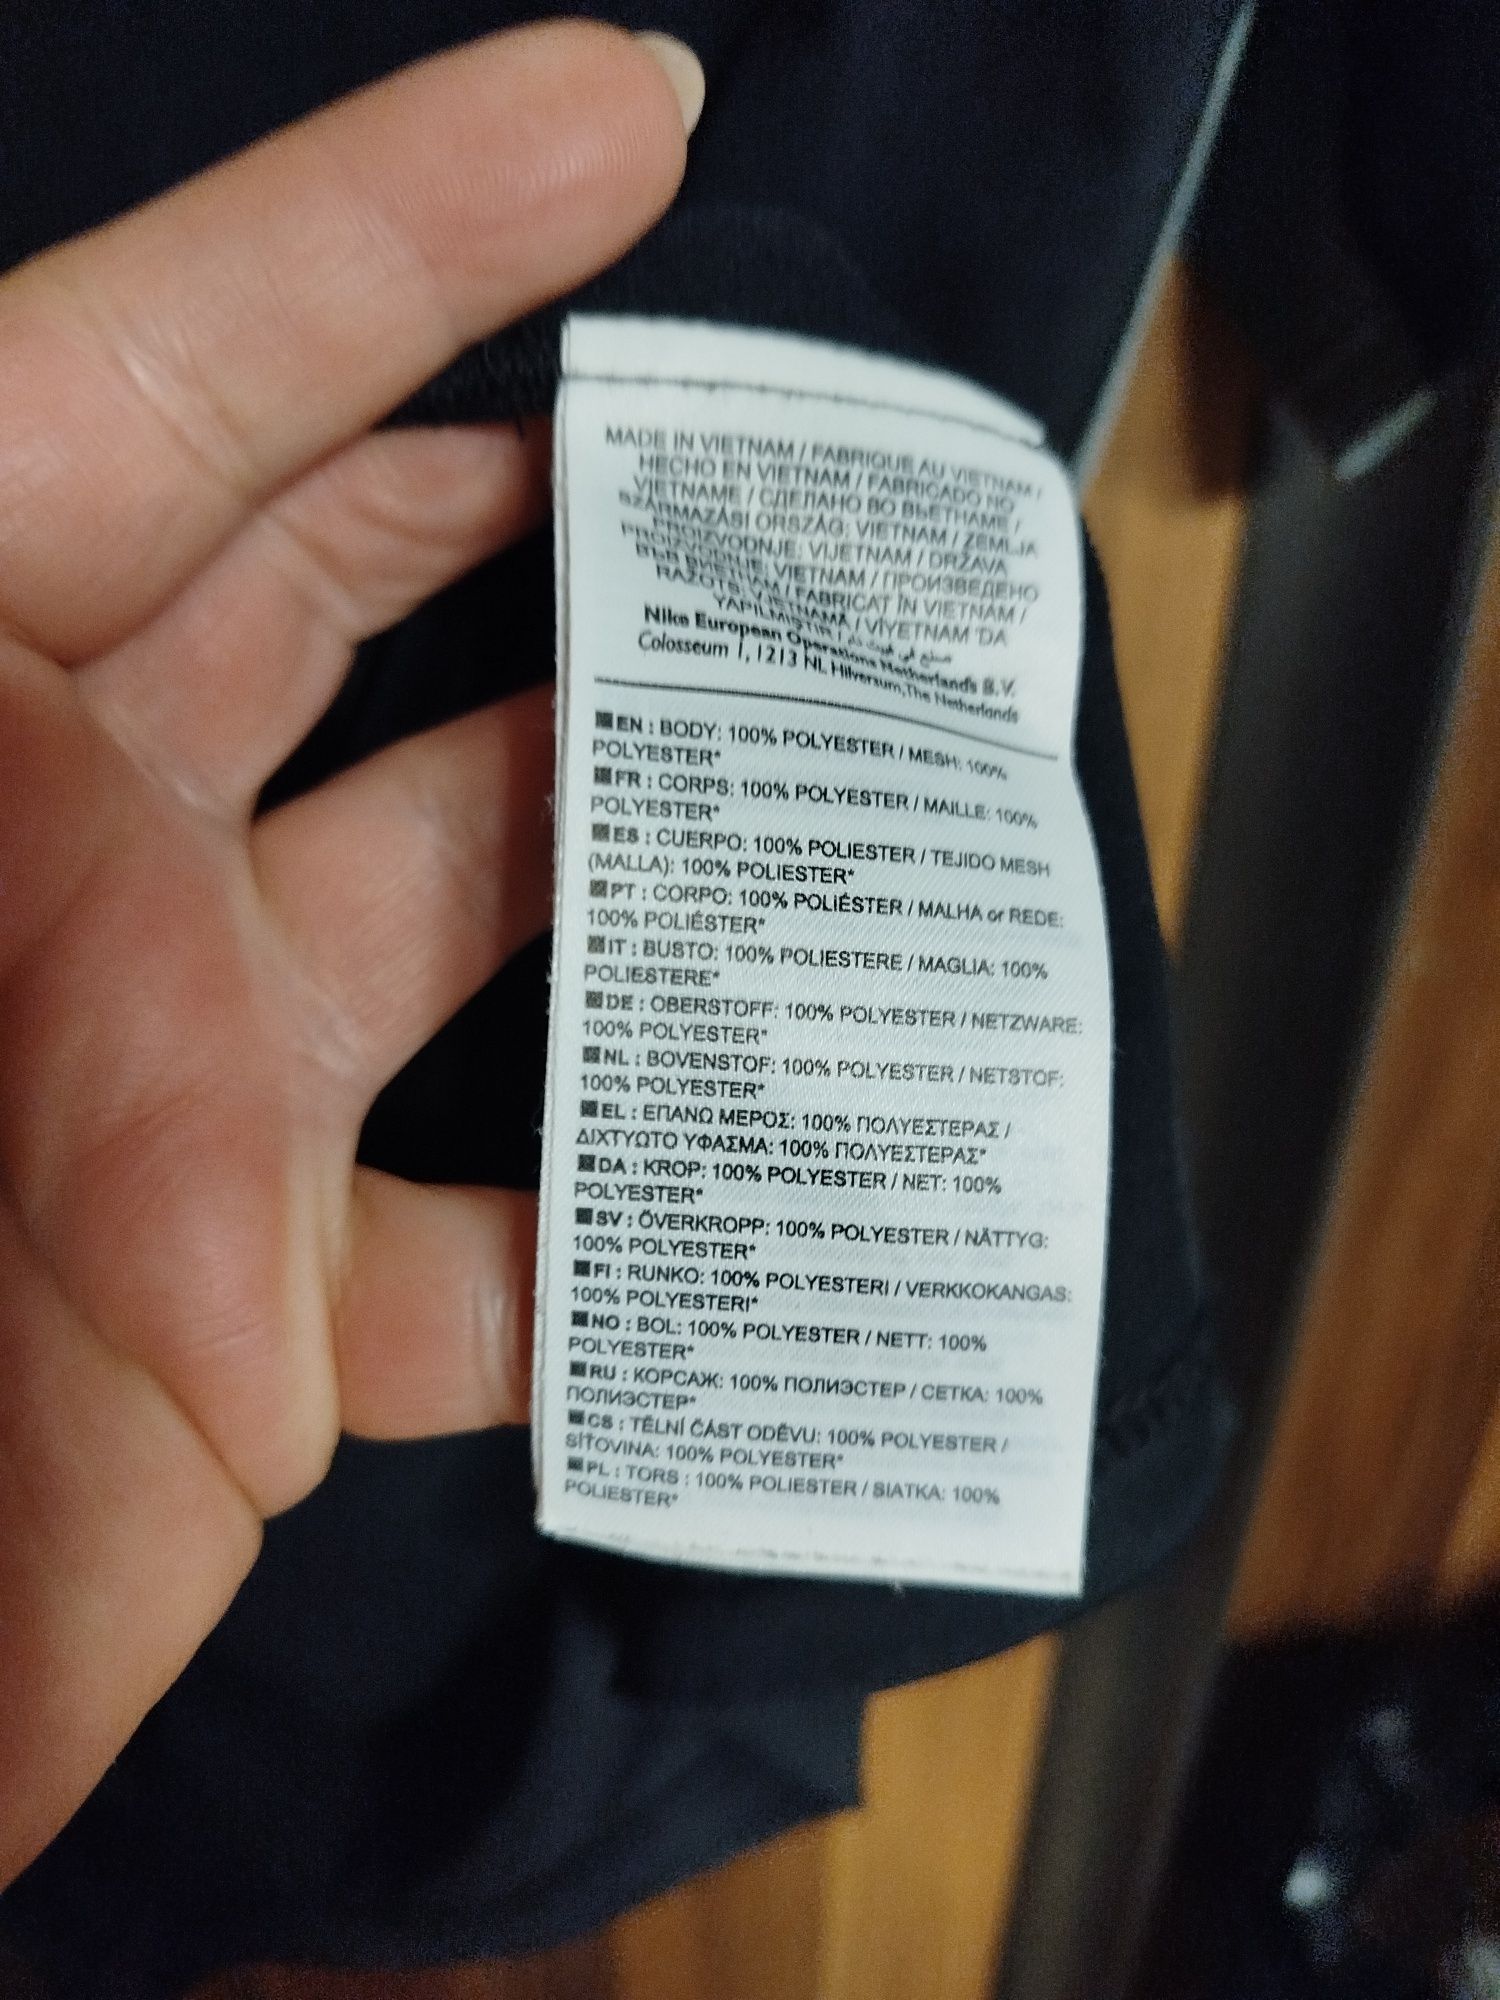 MADE IN VIETNAM / FABRIQUE AU VIETNAM /
HECHO EN VIETNAM / FABRICADO NO
VIETNAME / СДЕЛАНО ВО ВЬЕТНАМЕ /
SZÁRMAZÁSI ORSZÁG: VIETNAM / ZEMLJA
PROIZVODNJE: VIJETNAM / DRŽAVA
PROIZVODNJE: VIETNAM / ПРОИЗВЕДЕНО
ВЪВ ВИЕТНАМ / FABRICAT ÎN VIETNAM /
RAŽOTS: VJETNAMĀ / VİYETNAM 'DA
YAPILMIŞTIR / صنع في فيت نام
Nike European Operations Netherlands B.V.
Colosseum 1, 1213 NL Hilversum, The Netherlands
EN : BODY: 100% POLYESTER / MESH: 100%
POLYESTER*
FR : CORPS: 100% POLYESTER / MAILLE: 100%
POLYESTER*
ES : CUERPO: 100% POLIESTER / TEJIDO MESH
(MALLA): 100% POLIESTER*
PT : CORPO: 100% POLIÉSTER / MALHA or REDE:
100% POLIÉSTER*
IT : BUSTO: 100% POLIESTERE / MAGLIA: 100%
POLIESTERE*
DE : OBERSTOFF: 100% POLYESTER / NETZWARE:
100% POLYESTER*
NL : BOVENSTOF: 100% POLYESTER / NETSTOF:
100% POLYESTER*
EL : ΕΠΑΝΩ ΜΕΡΟΣ: 100% ΠΟΛΥΕΣΤΕΡΑΣ /
ΔΙΧΤΥΩΤΟ ΥΦΑΣΜΑ: 100% ΠΟΛΥΕΣΤΕΡΑΣ*
DA : KROP: 100% POLYESTER / NET: 100%
POLYESTER*
SV : ÖVERKROPP: 100% POLYESTER / NÄTTYG:
100% POLYESTER*
FI : RUNKO: 100% POLYESTERI / VERKKOKANGAS:
100% POLYESTERI*
NO : BOL: 100% POLYESTER / NETT: 100%
POLYESTER*
RU : КОРСАЖ: 100% ПОЛИЭСТЕР / СЕТКА: 100%
ПОЛИЭСТЕР*
CS : TĚLNÍ ČÁST ODĚVU: 100% POLYESTER /
SÍŤOVINA: 100% POLYESTER*
PL : TORS : 100% POLIESTER / SIATKA: 100%
POLIESTER*